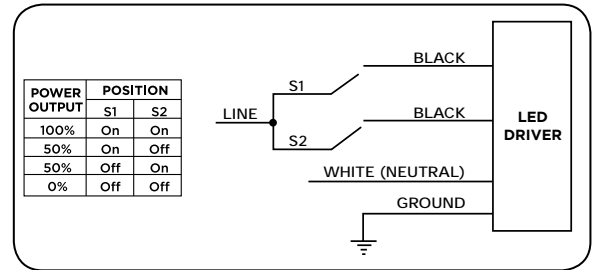 POWER OUTPUT POSITION
S1 S2
100% On On
50% On Off
50% Off On
0% Off Off
LINE
S1
S2
BLACK
BLACK
WHITE (NEUTRAL)
GROUND
LED
DRIVER